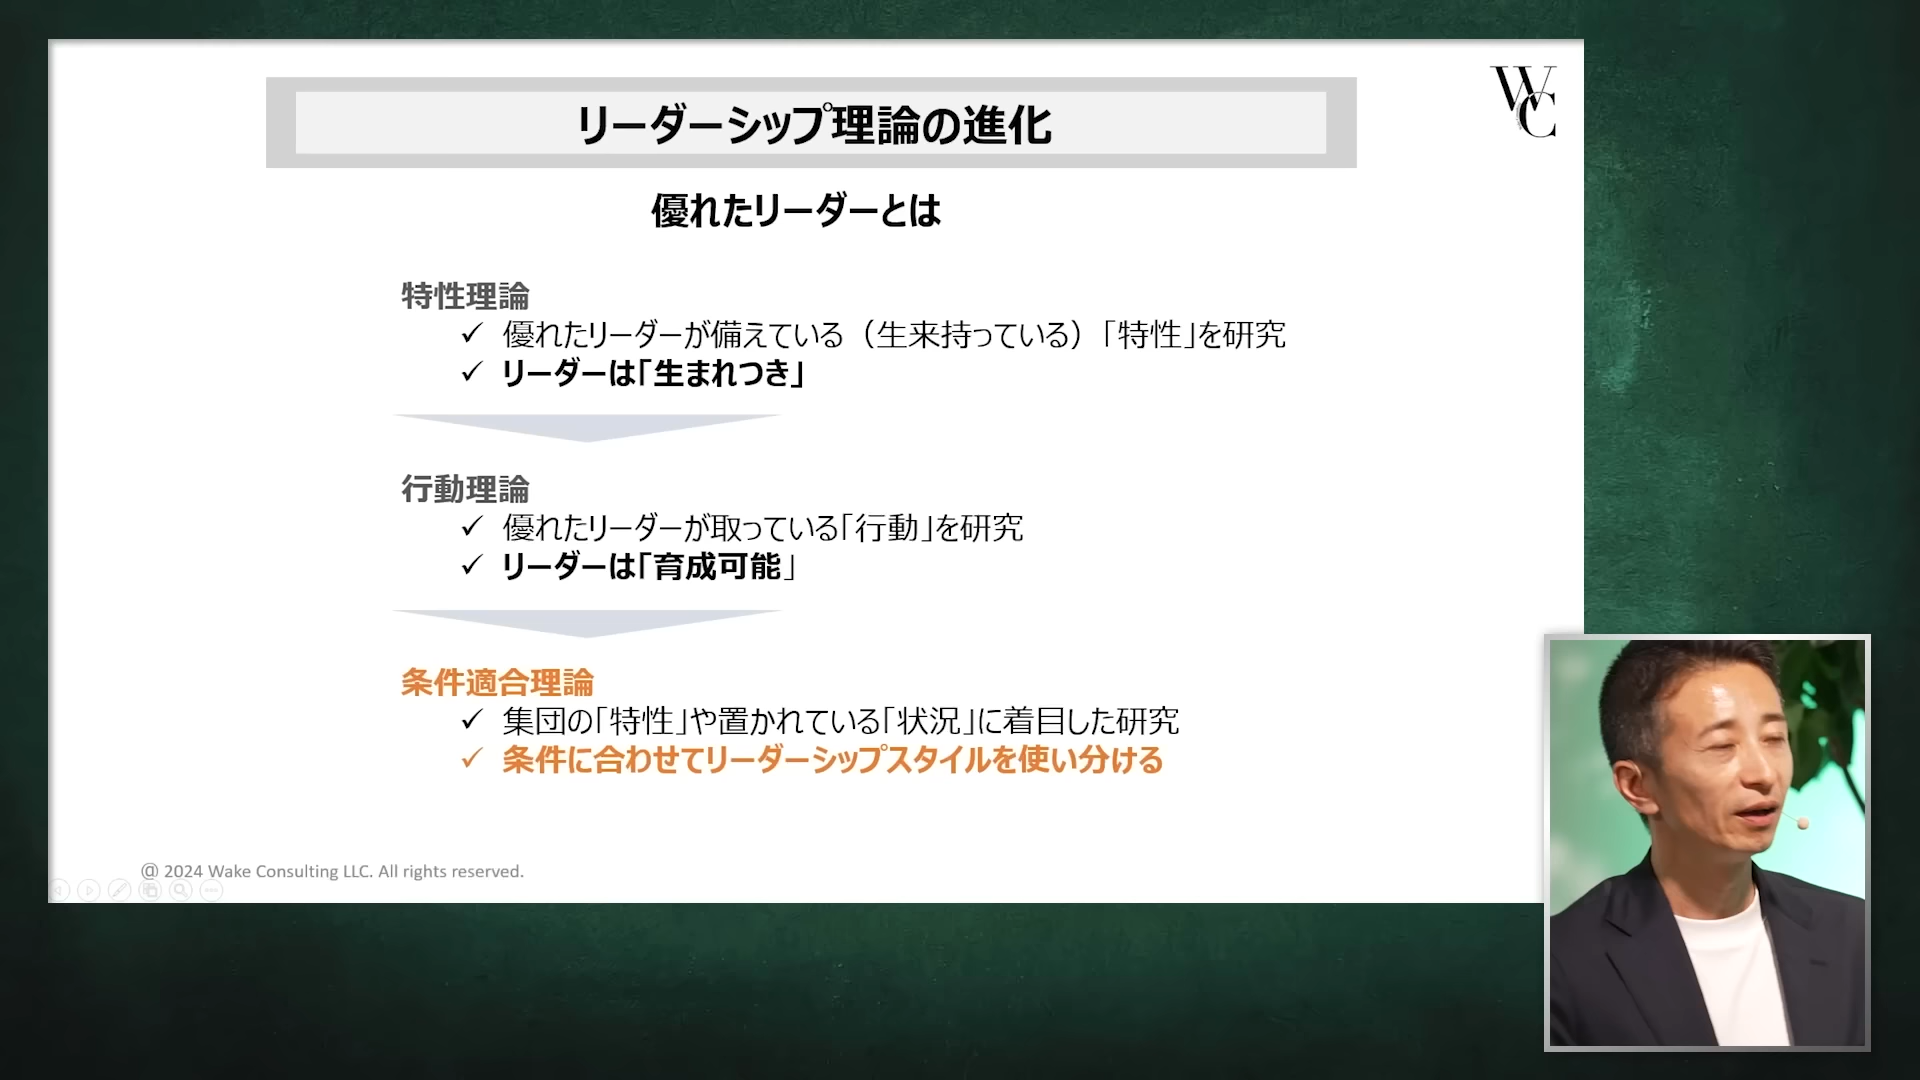 WC
リーダーシップ理論の進化
優れたリーダーとは
特性理論
✓ 優れたリーダーが備えている（生来持っている）「特性」を研究
✓ リーダーは「生まれつき」
行動理論
✓ 優れたリーダーが取っている「行動」を研究
✓ リーダーは「育成可能」
条件適合理論
✓ 集団の「特性」や置かれている「状況」に着目した研究
✓ 条件に合わせてリーダーシップスタイルを使い分ける
@ 2024 Wake Consulting LLC. All rights reserved.